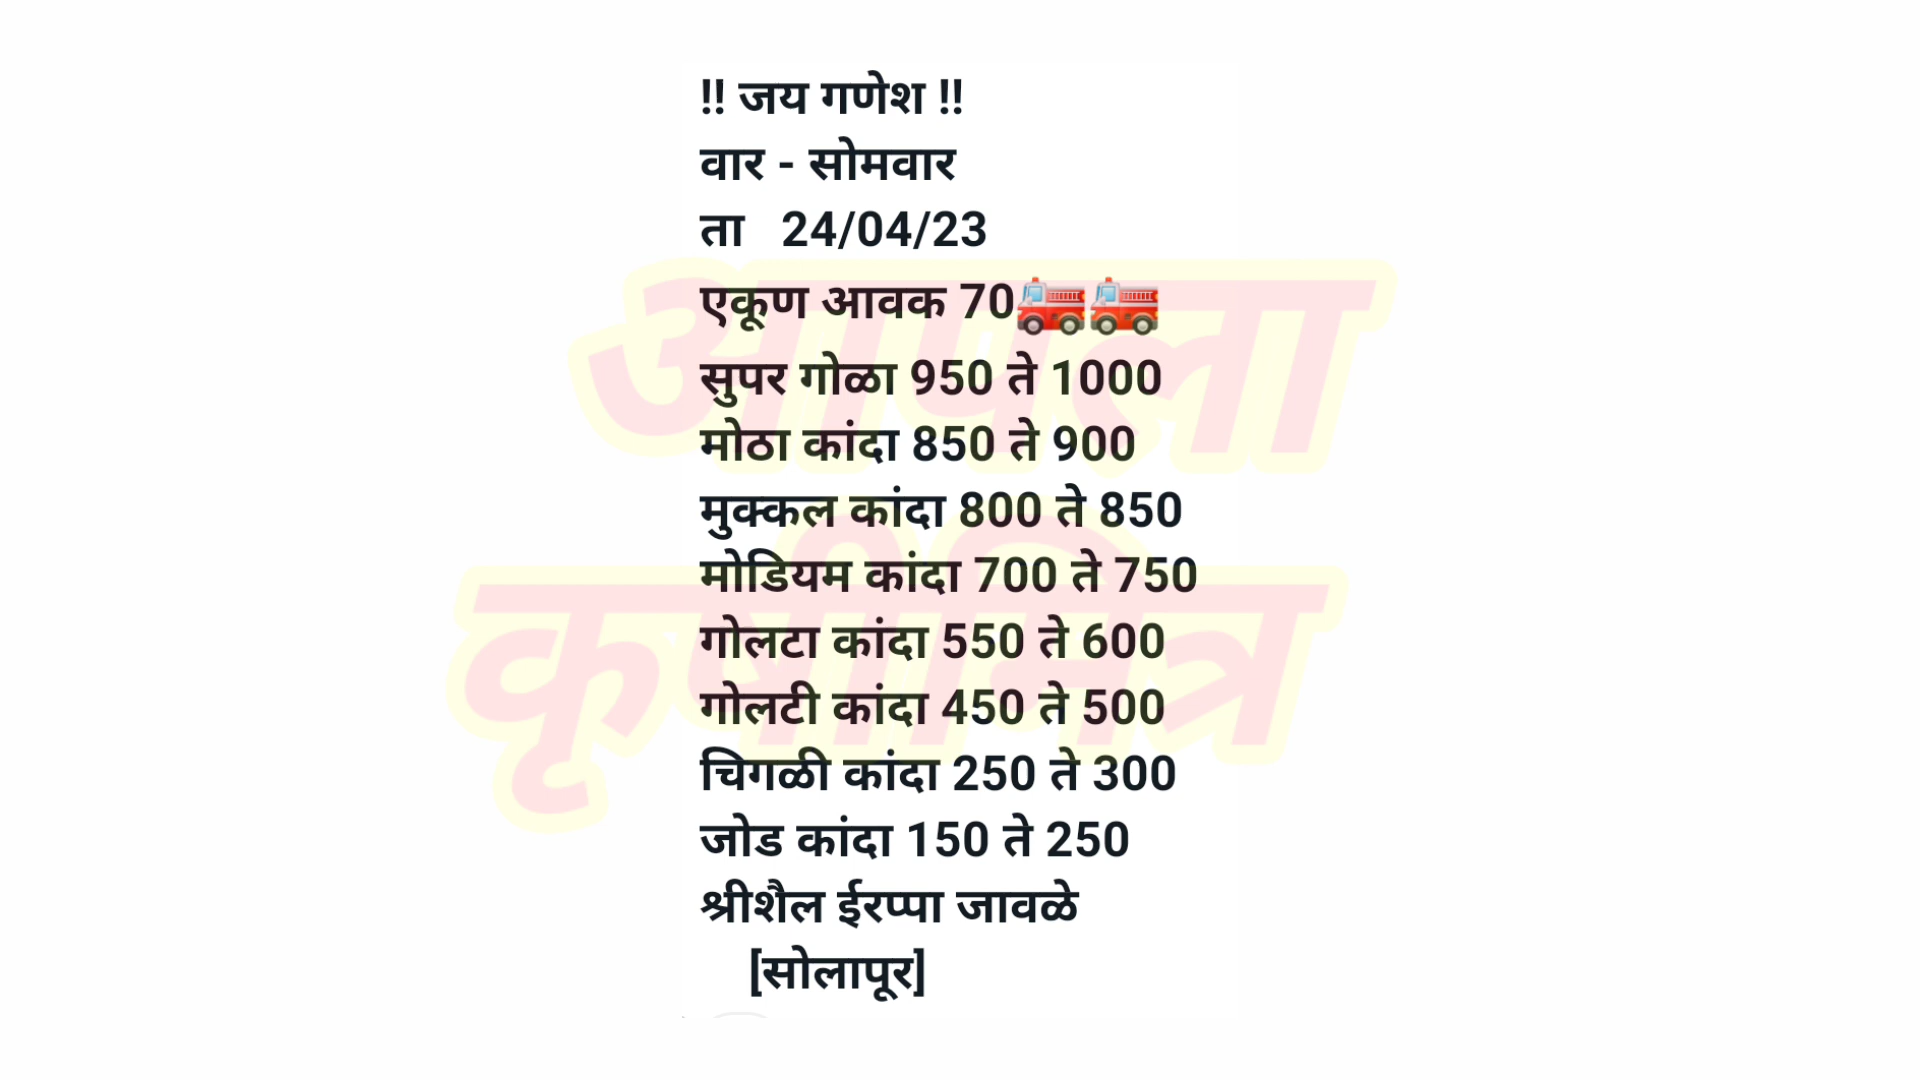 !! जय गणेश !!
वार - सोमवार
ता 24/04/23
एकूण आवक 70🚒🚒
सुपर गोळा 950 ते 1000
मोठा कांदा 850 ते 900
मुक्कल कांदा 800 ते 850
मोडियम कांदा 700 ते 750
गोलटा कांदा 550 ते 600
गोलटी कांदा 450 ते 500
चिगळी कांदा 250 ते 300
जोड कांदा 150 ते 250
श्रीशैल ईरप्पा जावळे
[सोलापूर]
आपला
कृषीमित्र